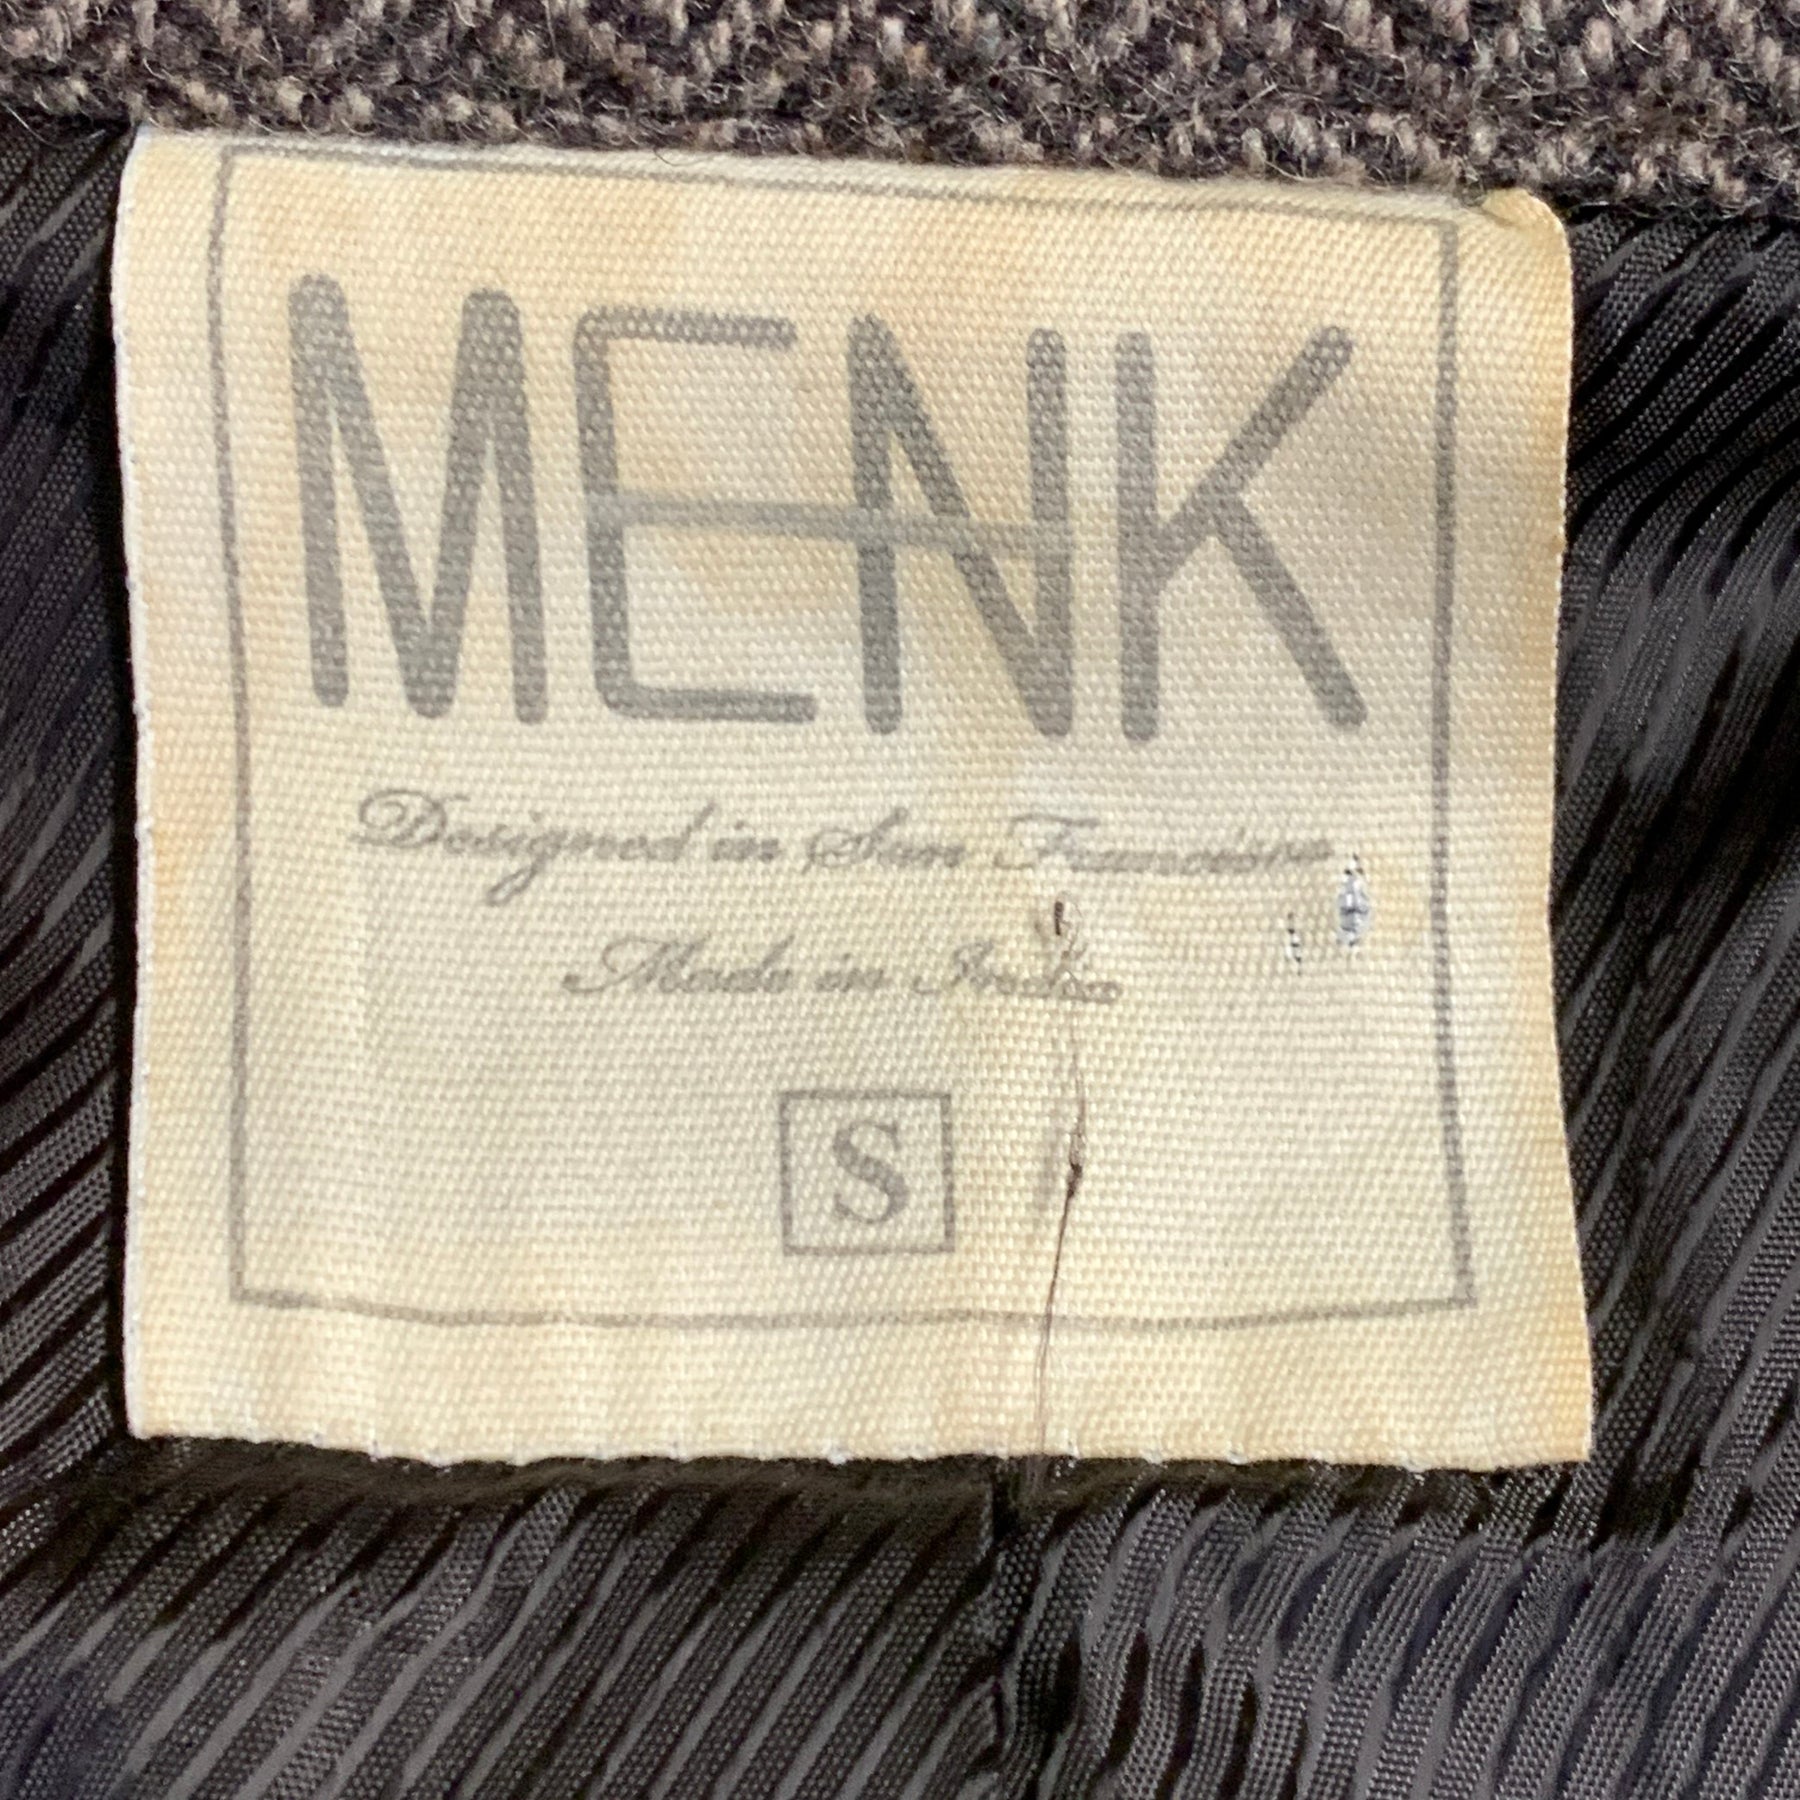 MENK
Designed in San Francisco
Made in India
S